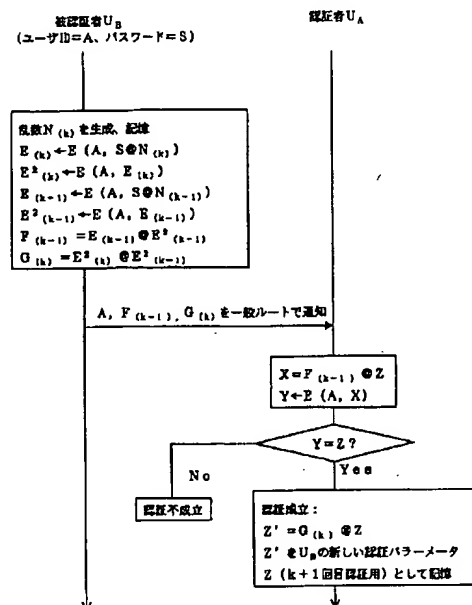 被認証者U_B
(ユーザID=A、パスワード=S)
認証者U_A
乱数N_(k)を生成、記憶
E_(k)←E(A, S@N_(k))
E²_(k)←E(A, E_(k))
E_(k-1)←E(A, S@N_(k-1))
E²_(k-1)←E(A, E_(k-1))
F_(k-1)=E_(k-1)@E²_(k-1)
G_(k)=E²_(k)@E²_(k-1)
A, F_(k-1), G_(k)を一般ルートで通知
X=F_(k-1)@Z
Y←E(A, X)
Y=Z?
No
Yes
認証不成立
認証成立:
Z'=G_(k)@Z
Z'をU_Bの新しい認証パラメータ
Z(k+1回目認証用)として記憶